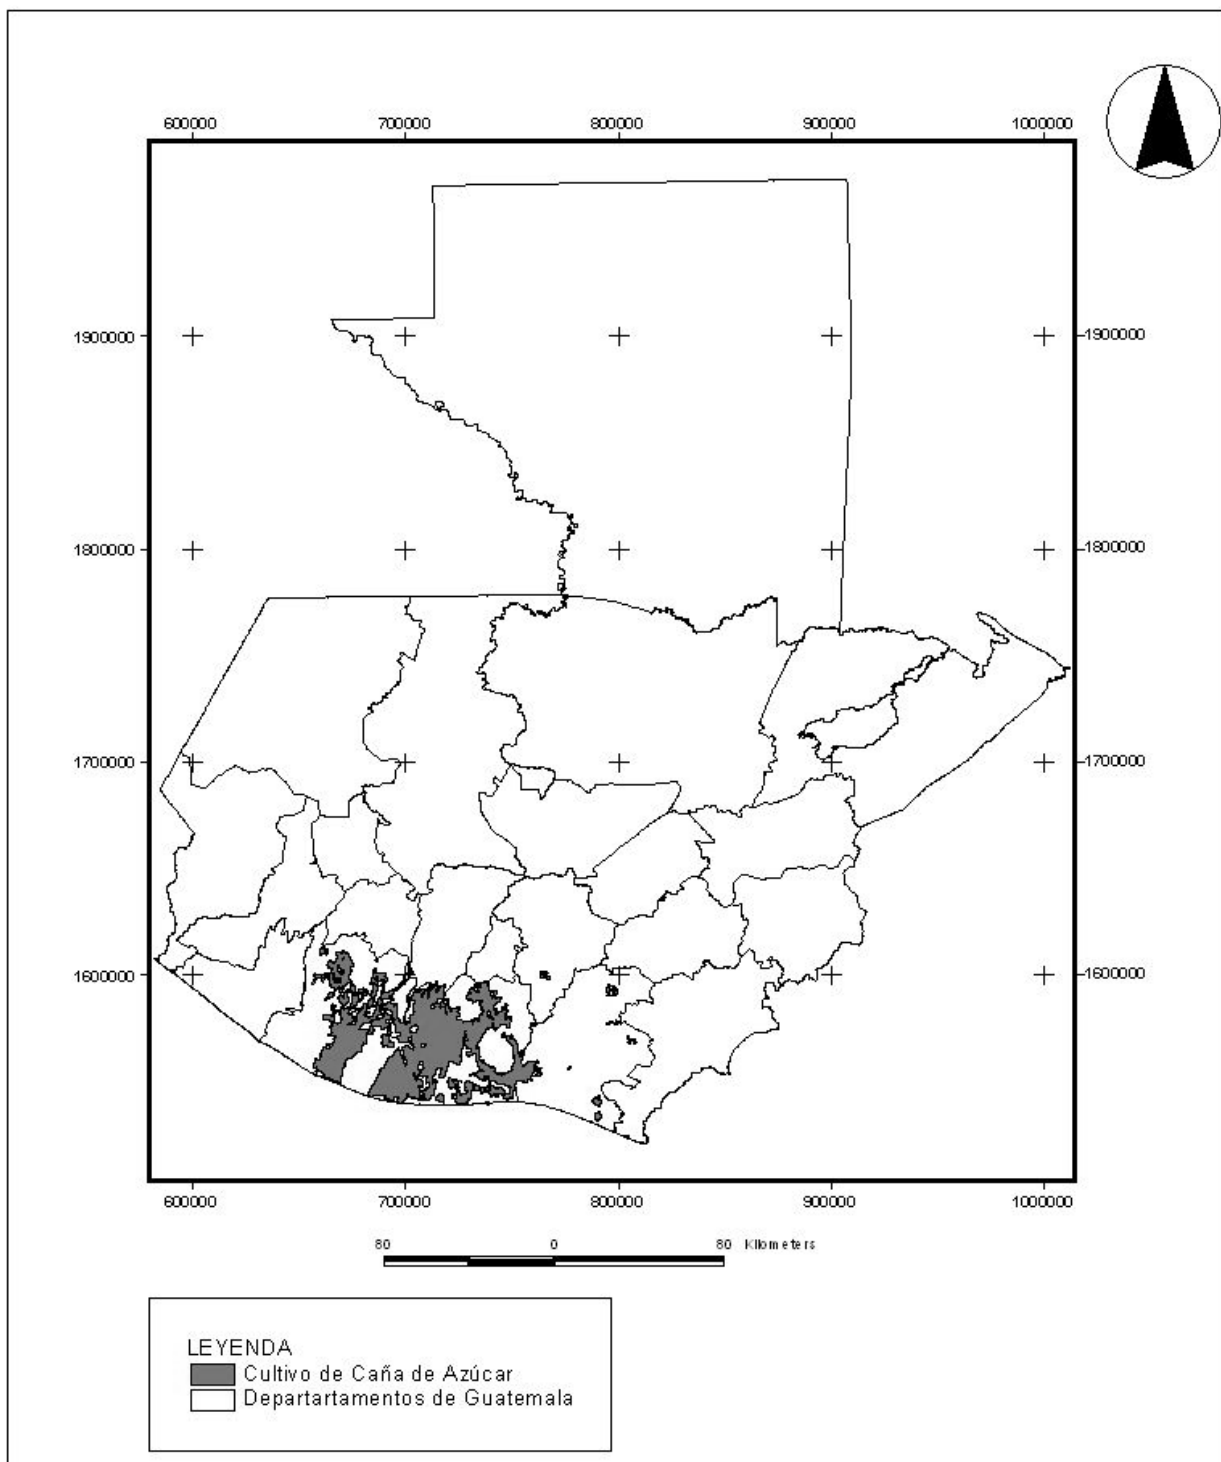 600000 700000 800000 900000 1000000
1900000 1900000
1800000 1800000
1700000 1700000
1600000 1600000
600000 700000 800000 900000 1000000
80 0 80 Kilometers
LEYENDA
Cultivo de Caña de Azúcar
Departartamentos de Guatemala